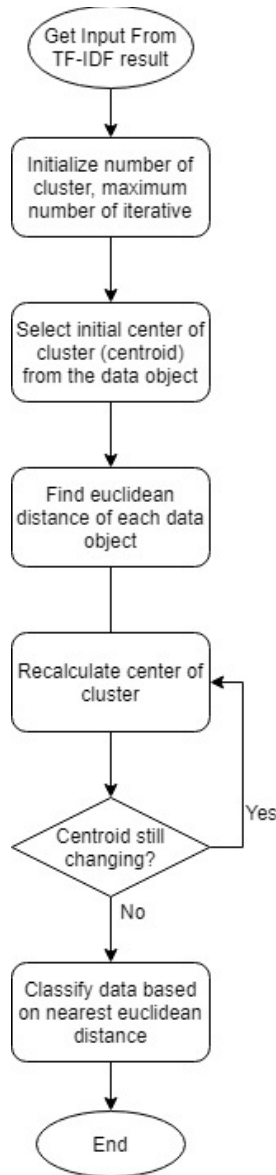 Get Input From
TF-IDF result
Initialize number of
cluster, maximum
number of iterative
Select initial center of
cluster (centroid)
from the data object
Find euclidean
distance of each data
object
Recalculate center of
cluster
Centroid still
changing?
Yes
No
Classify data based
on nearest euclidean
distance
End